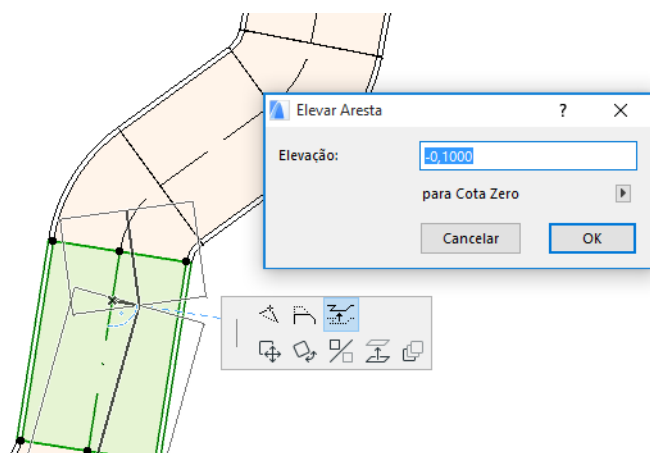 Elevar Aresta
Elevação:
-0,1000
para Cota Zero
Cancelar
OK